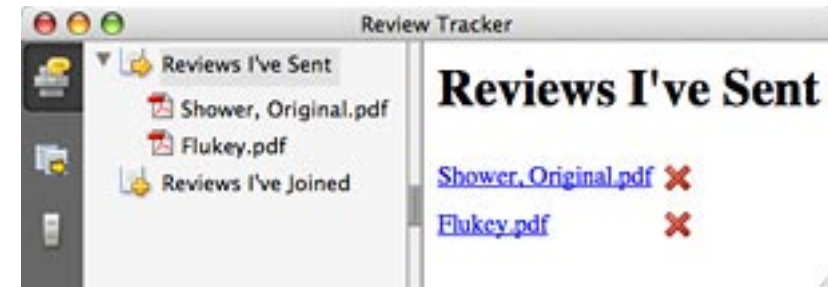 Review Tracker
Reviews I've Sent
Shower, Original.pdf
Flukey.pdf
Reviews I've Joined
Reviews I've Sent
Shower, Original.pdf
Flukey.pdf